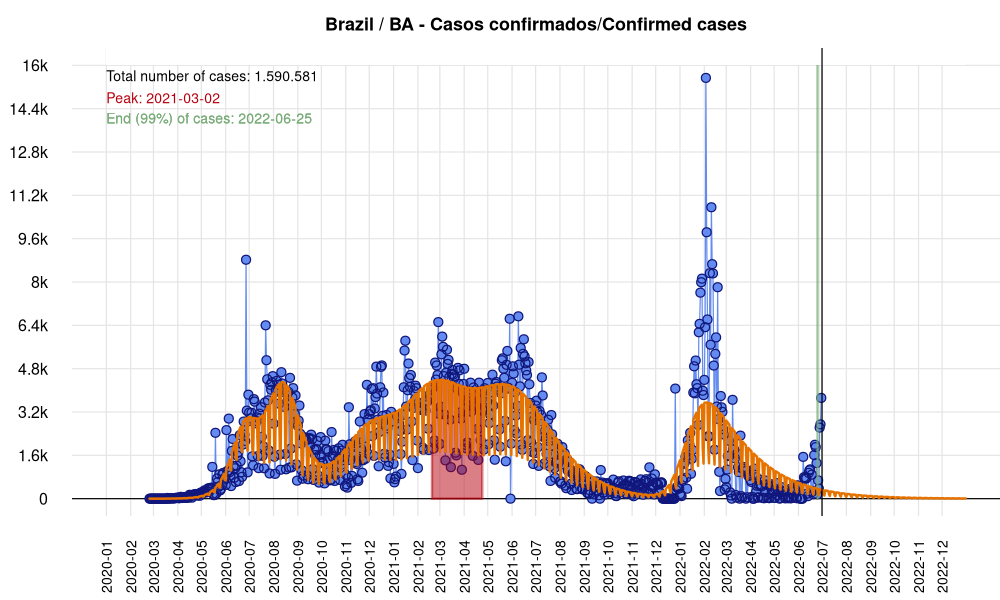 Brazil / BA - Casos confirmados/Confirmed cases
16k
14.4k
12.8k
11.2k
9.6k
8k
6.4k
4.8k
3.2k
1.6k
0
Total number of cases: 1.590.581
Peak: 2021-03-02
End (99%) of cases: 2022-06-25
2020-01
2020-02
2020-03
2020-04
2020-05
2020-06
2020-07
2020-08
2020-09
2020-10
2020-11
2020-12
2021-01
2021-02
2021-03
2021-04
2021-05
2021-06
2021-07
2021-08
2021-09
2021-10
2021-11
2021-12
2022-01
2022-02
2022-03
2022-04
2022-05
2022-06
2022-07
2022-08
2022-09
2022-10
2022-11
2022-12